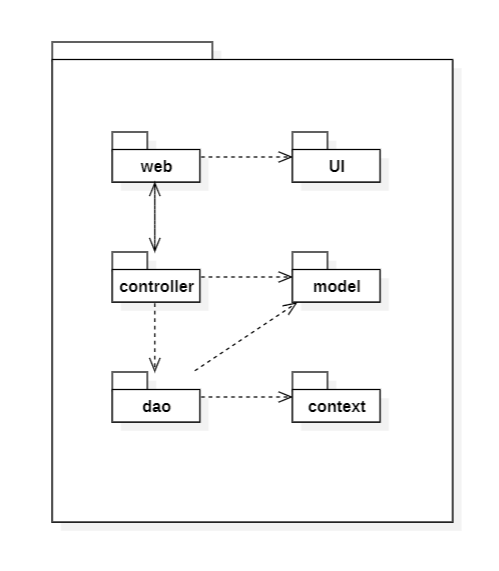 web
UI
controller
model
dao
context